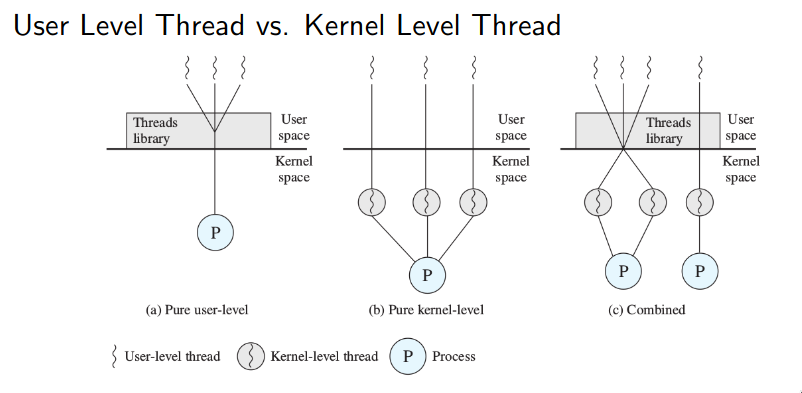 User Level Thread vs. Kernel Level Thread
Threads
library
User
space
Kernel
space
P
(a) Pure user-level
User
space
Kernel
space
P
(b) Pure kernel-level
Threads
library
User
space
Kernel
space
P
P
(c) Combined
User-level thread
Kernel-level thread
P
Process